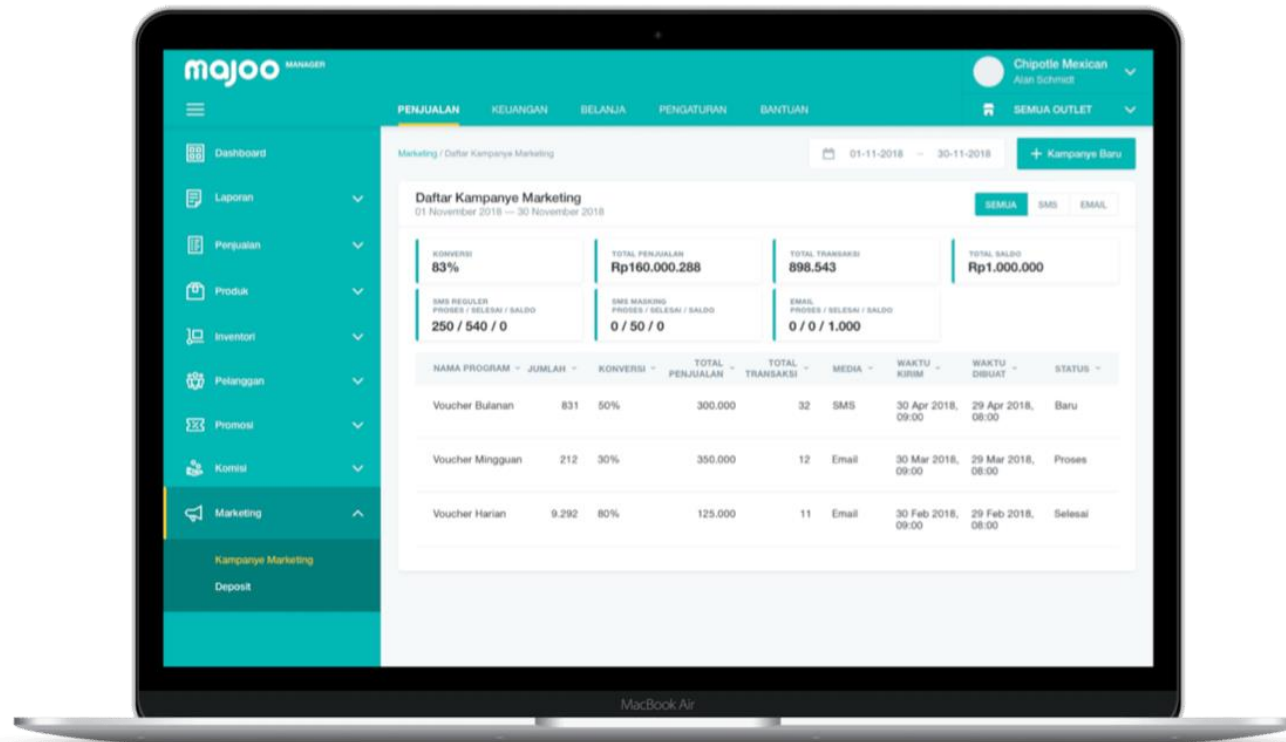 majoo MANAGER
Chipotle Mexican
Alan Schmidt
PENJUALAN KEUANGAN BELANJA PENGATURAN BANTUAN
SEMUA OUTLET
Dashboard
Laporan
Penjualan
Produk
Inventori
Pelanggan
Promosi
Komisi
Marketing
Kampanye Marketing
Deposit
Marketing / Daftar Kampanye Marketing
01-11-2018 – 30-11-2018
+ Kampanye Baru
Daftar Kampanye Marketing
01 November 2018 — 30 November 2018
SEMUA SMS EMAIL
KONVERSI
83%
TOTAL PENJUALAN
Rp160.000.288
TOTAL TRANSAKSI
898.543
TOTAL SALDO
Rp1.000.000
SMS REGULER
PROSES / SELESAI / SALDO
250 / 540 / 0
SMS MASKING
PROSES / SELESAI / SALDO
0 / 50 / 0
EMAIL
PROSES / SELESAI / SALDO
0 / 0 / 1.000
NAMA PROGRAM JUMLAH KONVERSI TOTAL PENJUALAN TOTAL TRANSAKSI MEDIA WAKTU KIRIM WAKTU DIBUAT STATUS
Voucher Bulanan 831 50% 300.000 32 SMS 30 Apr 2018, 09:00 29 Apr 2018, 08:00 Baru
Voucher Mingguan 212 30% 350.000 12 Email 30 Mar 2018, 09:00 29 Mar 2018, 08:00 Proses
Voucher Harian 9.292 80% 125.000 11 Email 30 Feb 2018, 09:00 29 Feb 2018, 08:00 Selesai
MacBook Air